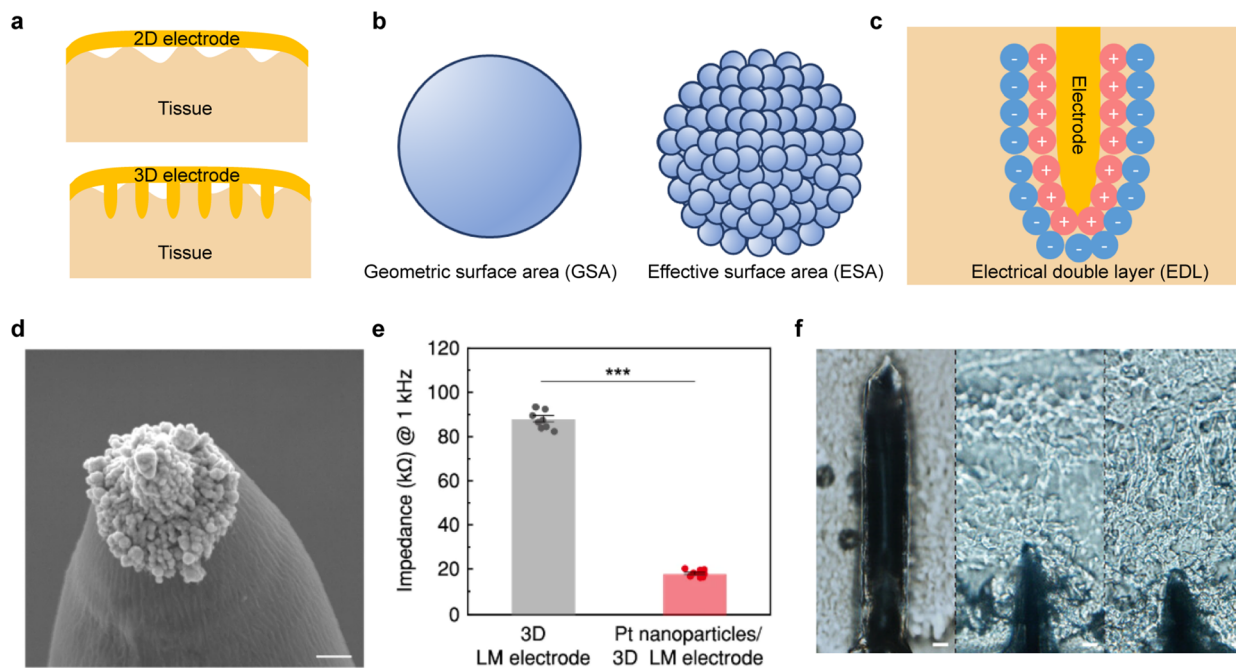 a
2D electrode
Tissue
3D electrode
Tissue
b
Geometric surface area (GSA)
Effective surface area (ESA)
c
Electrode
+ + + + + + + + + + + +
- - - - - - - - - - - - - - - - -
Electrical double layer (EDL)
d
e
Impedance (kΩ) @ 1 kHz
120
100
80
60
40
20
0
***
3D
LM electrode
Pt nanoparticles/
3D LM electrode
f